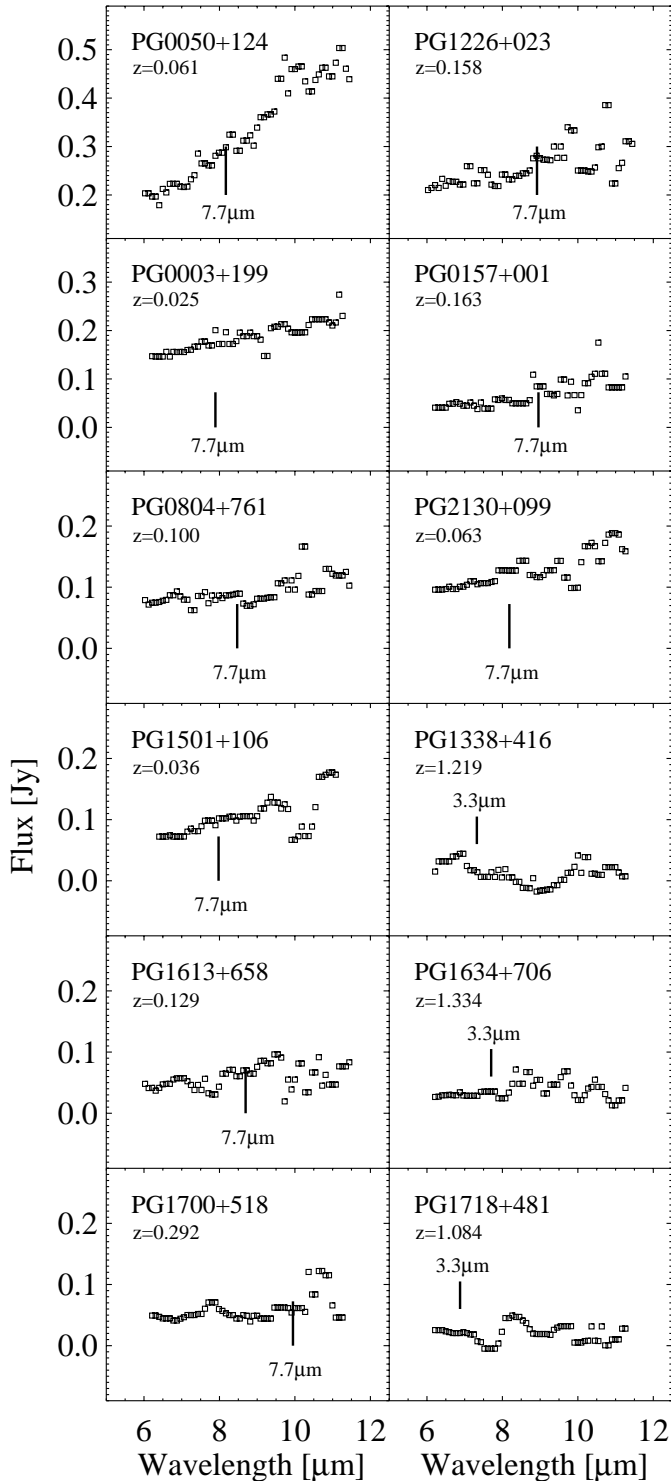 PG0050+124
z=0.061
7.7µm
PG1226+023
z=0.158
7.7µm
0.5
0.4
0.3
0.2
PG0003+199
z=0.025
7.7µm
PG0157+001
z=0.163
7.7µm
0.3
0.2
0.1
0.0
PG0804+761
z=0.100
7.7µm
PG2130+099
z=0.063
7.7µm
0.2
0.1
0.0
PG1501+106
z=0.036
7.7µm
PG1338+416
z=1.219
3.3µm
0.2
0.1
0.0
Flux [Jy]
PG1613+658
z=0.129
7.7µm
PG1634+706
z=1.334
3.3µm
0.2
0.1
0.0
PG1700+518
z=0.292
7.7µm
PG1718+481
z=1.084
3.3µm
0.2
0.1
0.0
6 8 10 12
6 8 10 12
Wavelength [µm]
Wavelength [µm]